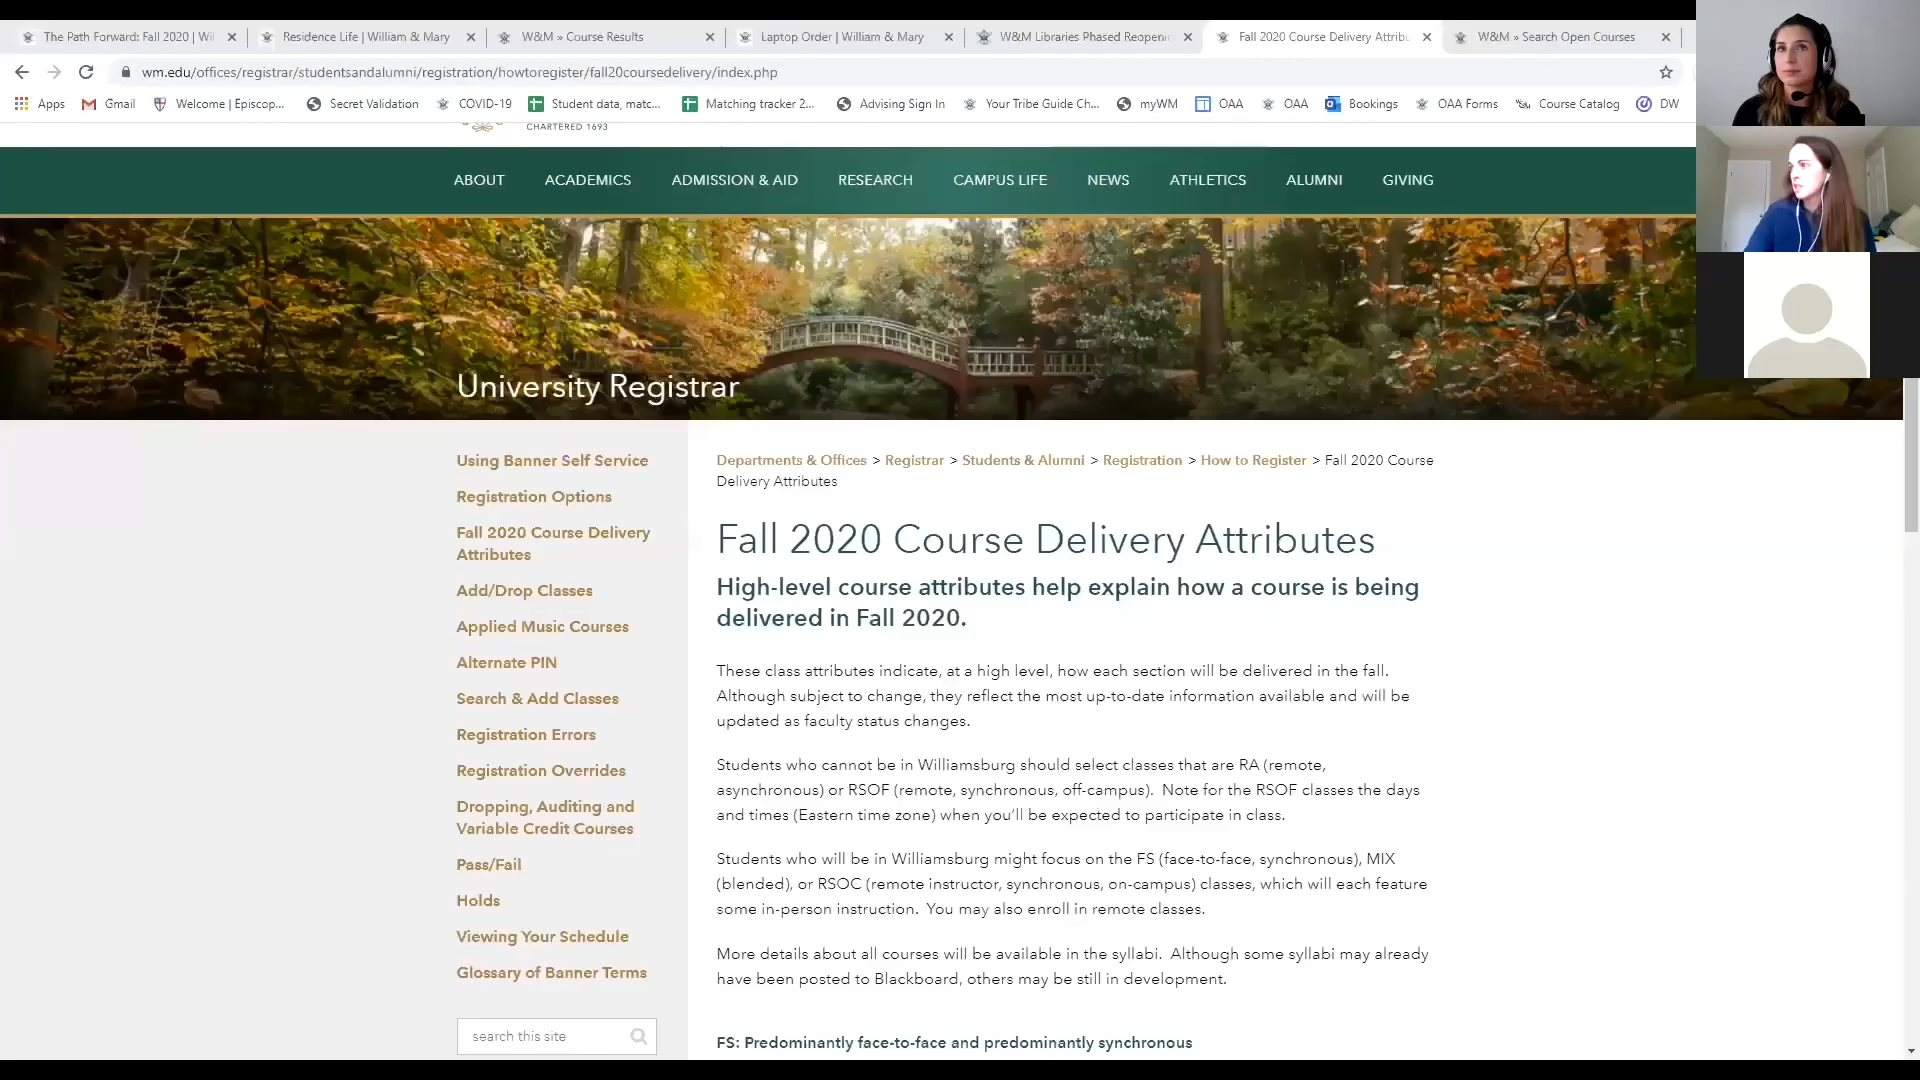 The Path Forward: Fall 2020 | Wil
Residence Life | William & Mary
W&M » Course Results
Laptop Order | William & Mary
W&M Libraries Phased Reopenin
Fall 2020 Course Delivery Attribu
W&M » Search Open Courses
wm.edu/offices/registrar/studentsandalumni/registration/howtoregister/fall20coursedelivery/index.php
Apps
Gmail
Welcome | Episcop...
Secret Validation
COVID-19
Student data, matc...
Matching tracker 2...
Advising Sign In
Your Tribe Guide Ch...
myWM
OAA
OAA
Bookings
OAA Forms
Course Catalog
DW
CHARTERED 1693
ABOUT
ACADEMICS
ADMISSION & AID
RESEARCH
CAMPUS LIFE
NEWS
ATHLETICS
ALUMNI
GIVING
University Registrar
Using Banner Self Service
Registration Options
Fall 2020 Course Delivery
Attributes
Add/Drop Classes
Applied Music Courses
Alternate PIN
Search & Add Classes
Registration Errors
Registration Overrides
Dropping, Auditing and
Variable Credit Courses
Pass/Fail
Holds
Viewing Your Schedule
Glossary of Banner Terms
search this site
Departments & Offices > Registrar > Students & Alumni > Registration > How to Register > Fall 2020 Course
Delivery Attributes
Fall 2020 Course Delivery Attributes
High-level course attributes help explain how a course is being
delivered in Fall 2020.
These class attributes indicate, at a high level, how each section will be delivered in the fall.
Although subject to change, they reflect the most up-to-date information available and will be
updated as faculty status changes.
Students who cannot be in Williamsburg should select classes that are RA (remote,
asynchronous) or RSOF (remote, synchronous, off-campus). Note for the RSOF classes the days
and times (Eastern time zone) when you'll be expected to participate in class.
Students who will be in Williamsburg might focus on the FS (face-to-face, synchronous), MIX
(blended), or RSOC (remote instructor, synchronous, on-campus) classes, which will each feature
some in-person instruction. You may also enroll in remote classes.
More details about all courses will be available in the syllabi. Although some syllabi may already
have been posted to Blackboard, others may be still in development.
FS: Predominantly face-to-face and predominantly synchronous